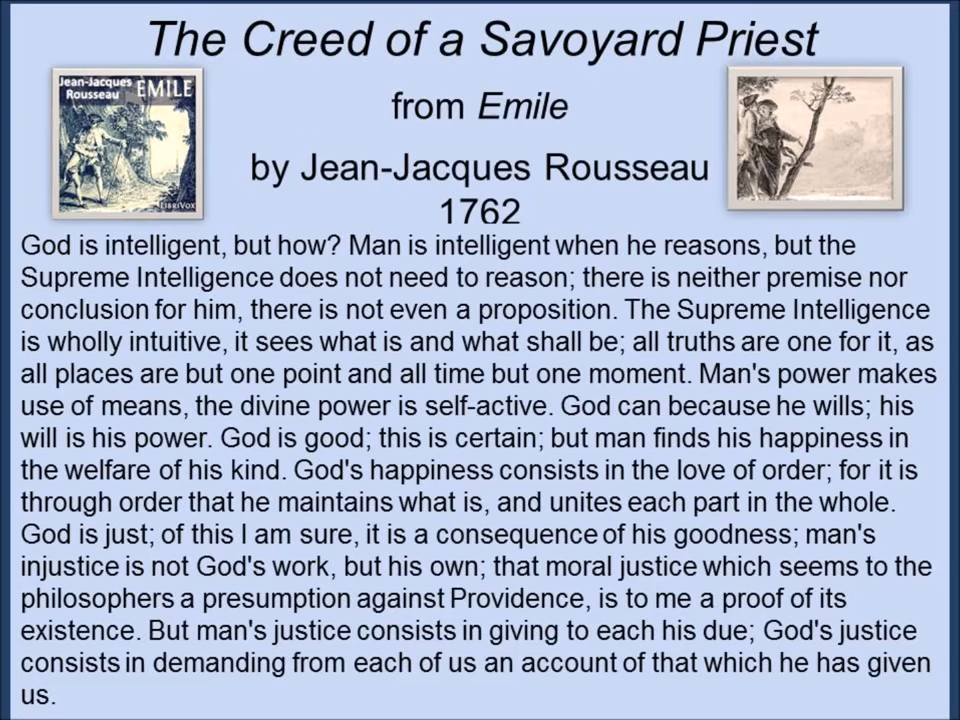 The Creed of a Savoyard Priest
Jean-Jacques
Rousseau EMILE
LIBRIVOX
from Emile
by Jean-Jacques Rousseau
1762
God is intelligent, but how? Man is intelligent when he reasons, but the
Supreme Intelligence does not need to reason; there is neither premise nor
conclusion for him, there is not even a proposition. The Supreme Intelligence
is wholly intuitive, it sees what is and what shall be; all truths are one for it, as
all places are but one point and all time but one moment. Man's power makes
use of means, the divine power is self-active. God can because he wills; his
will is his power. God is good; this is certain; but man finds his happiness in
the welfare of his kind. God's happiness consists in the love of order; for it is
through order that he maintains what is, and unites each part in the whole.
God is just; of this I am sure, it is a consequence of his goodness; man's
injustice is not God's work, but his own; that moral justice which seems to the
philosophers a presumption against Providence, is to me a proof of its
existence. But man's justice consists in giving to each his due; God's justice
consists in demanding from each of us an account of that which he has given
us.